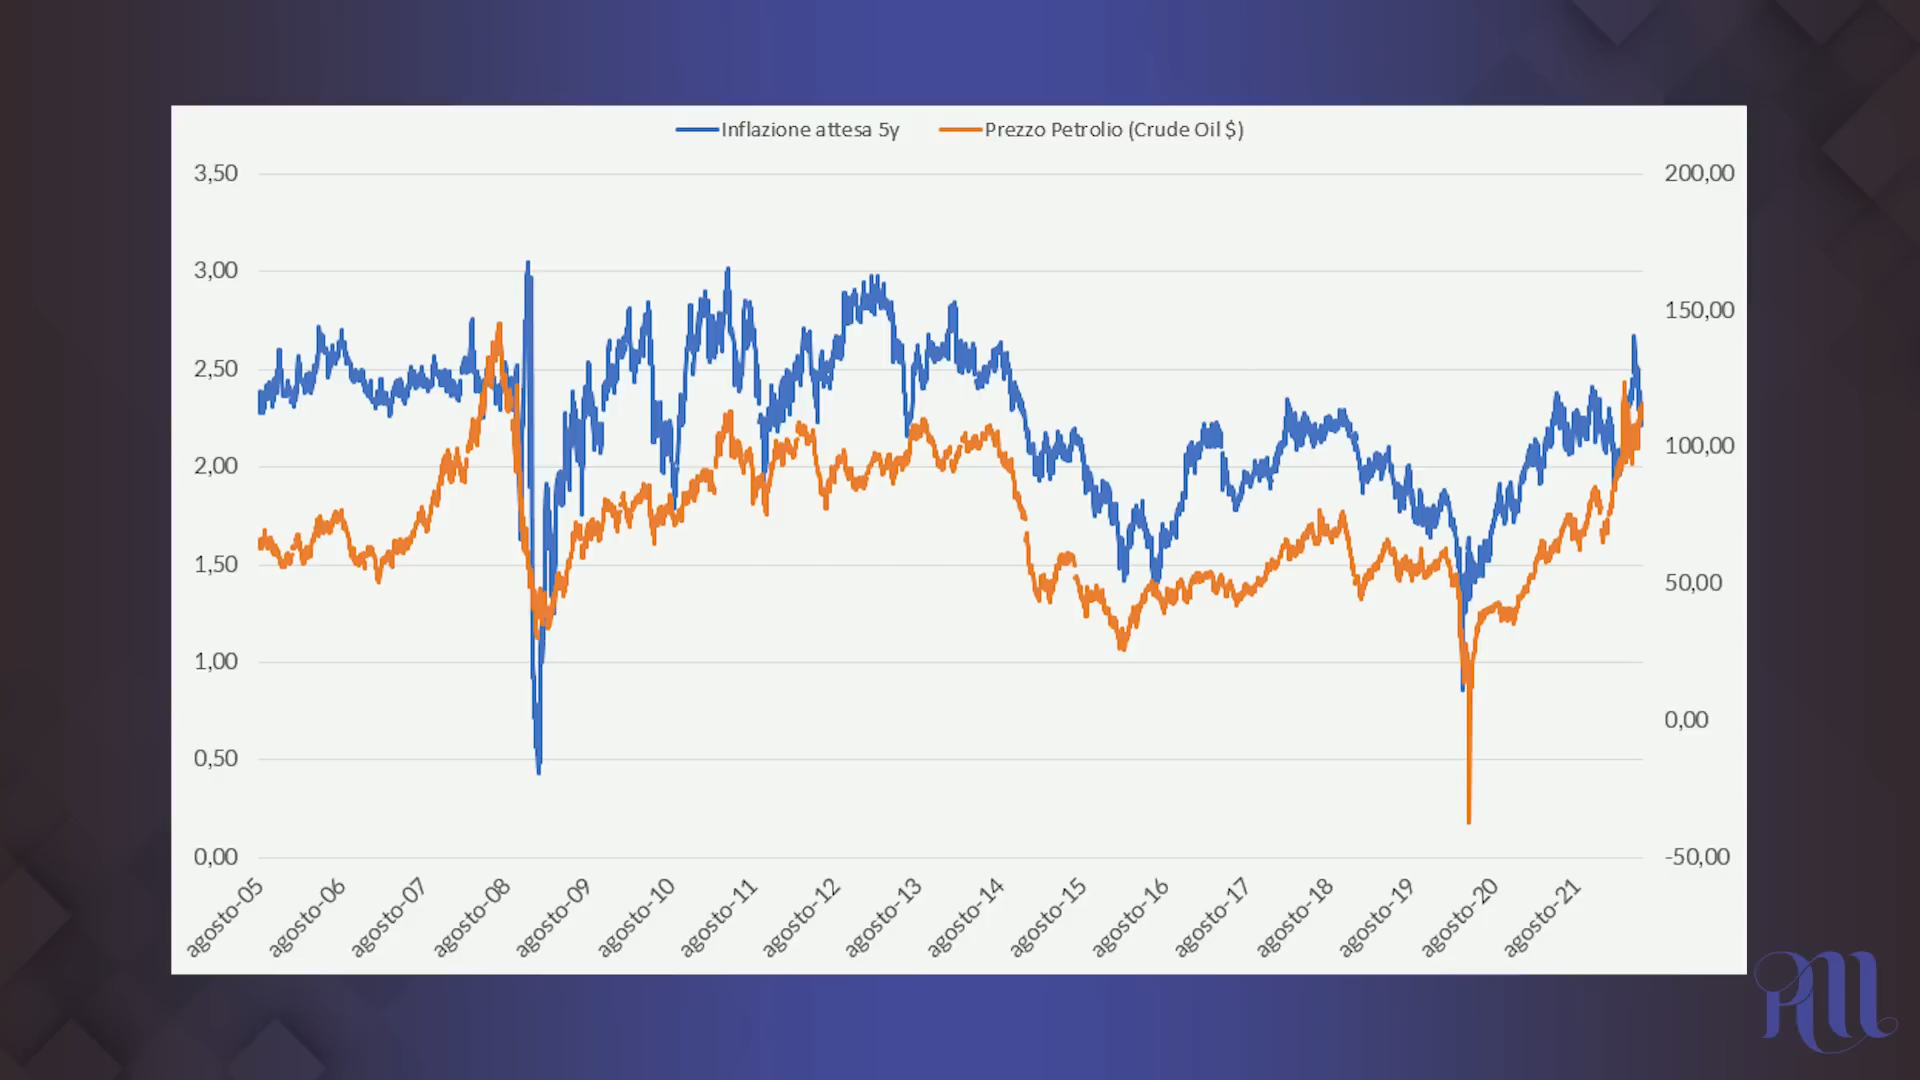 Inflazione attesa 5y
Prezzo Petrolio (Crude Oil $)
3,50
3,00
2,50
2,00
1,50
1,00
0,50
0,00
200,00
150,00
100,00
50,00
0,00
-50,00
agosto-05
agosto-06
agosto-07
agosto-08
agosto-09
agosto-10
agosto-11
agosto-12
agosto-13
agosto-14
agosto-15
agosto-16
agosto-17
agosto-18
agosto-19
agosto-20
agosto-21